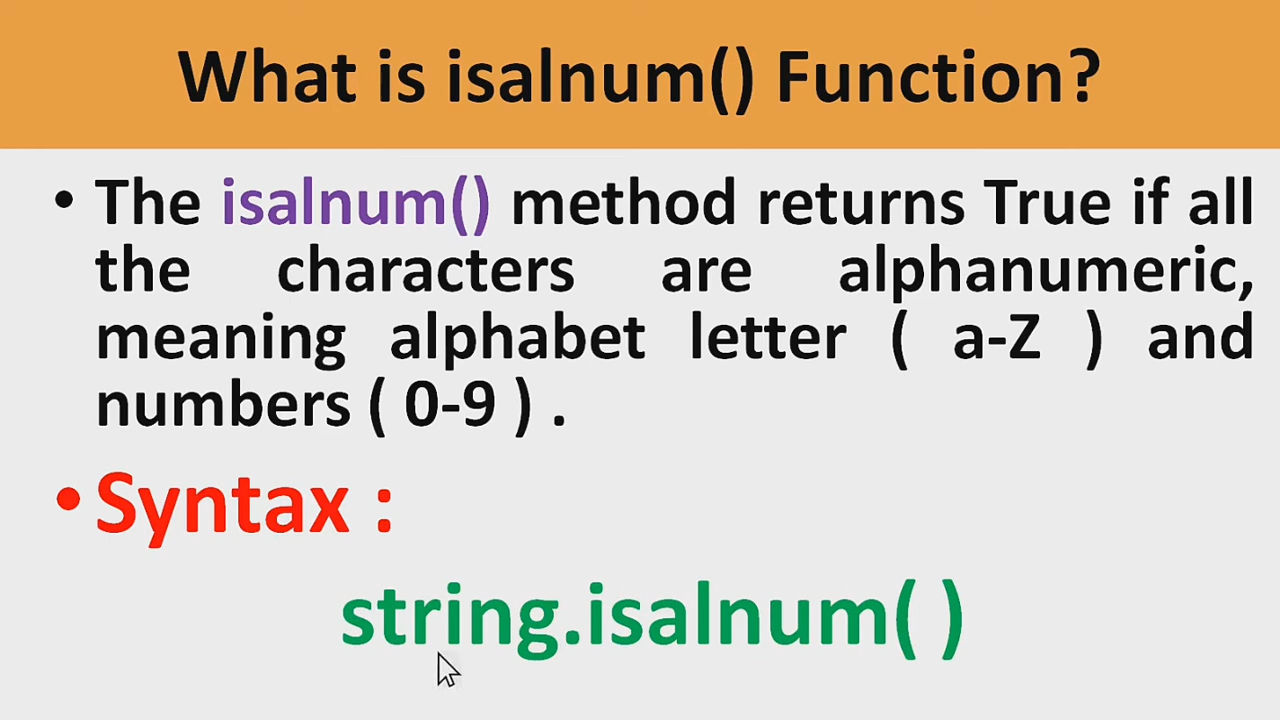 What is isalnum() Function?
• The isalnum() method returns True if all
the characters are alphanumeric,
meaning alphabet letter ( a-Z ) and
numbers ( 0-9 ) .
• Syntax :
string.isalnum( )